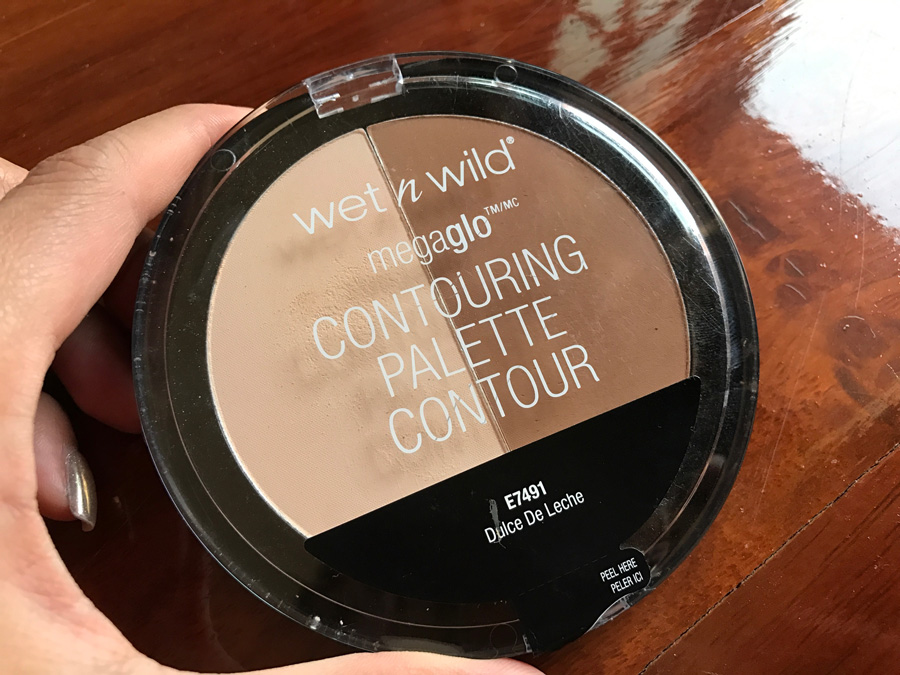 wet n wild®
megaglo™/MC
CONTOURING
PALETTE
CONTOUR
E7491
Dulce De Leche
PEEL HERE
PELER ICI